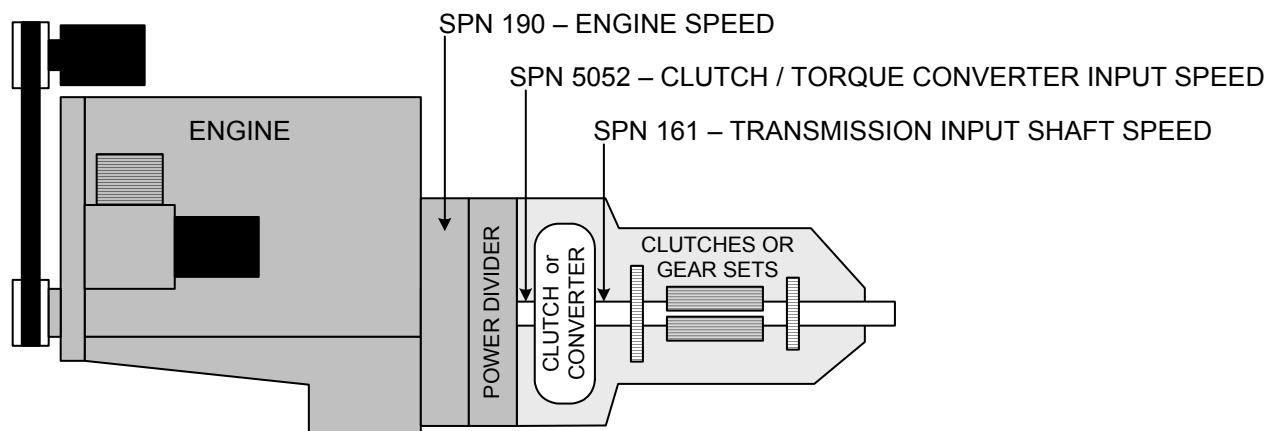 SPN 190 – ENGINE SPEED
SPN 5052 – CLUTCH / TORQUE CONVERTER INPUT SPEED
SPN 161 – TRANSMISSION INPUT SHAFT SPEED
ENGINE
POWER DIVIDER
CLUTCH or
CONVERTER
CLUTCHES OR
GEAR SETS